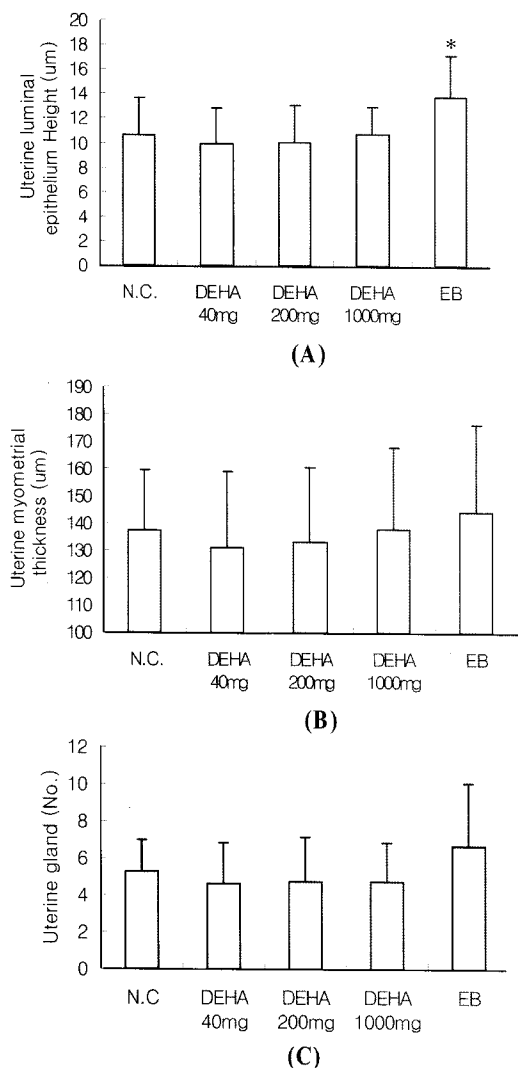 Uterine luminal
epithelium Height (um)
20
18
16
14
12
10
8
6
4
2
0
*
N.C. DEHA DEHA DEHA EB
40mg 200mg 1000mg
(A)
Uterine myometrial
thickness (um)
190
180
170
160
150
140
130
120
110
100
N.C. DEHA DEHA DEHA EB
40mg 200mg 1000mg
(B)
Uterine gland (No.)
12
10
8
6
4
2
0
N.C DEHA DEHA DEHA EB
40mg 200mg 1000mg
(C)